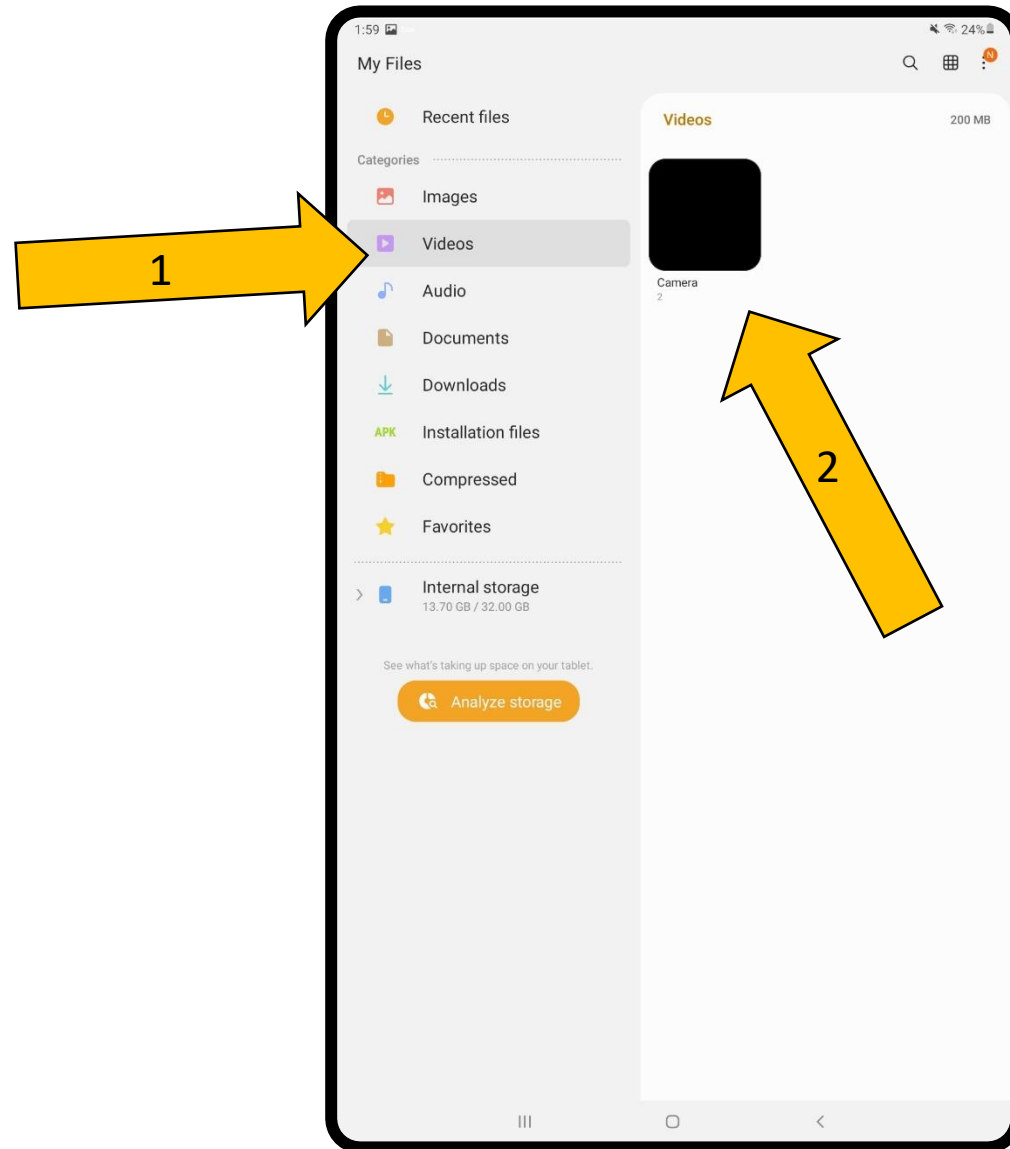 1:59
24%
My Files
N
Recent files
Categories
Images
Videos
Audio
Documents
Downloads
APK
Installation files
Compressed
Favorites
Internal storage
13.70 GB / 32.00 GB
See what's taking up space on your tablet.
Analyze storage
Videos
200 MB
Camera
2
1
2